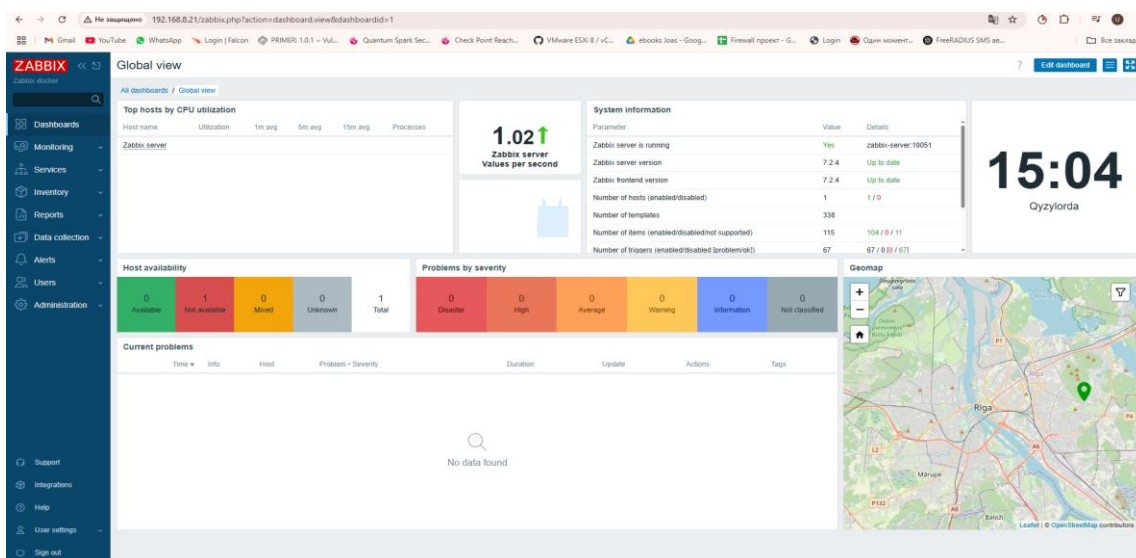 Не защищено 192.168.8.21/zabbix.php?action=dashboard.view&dashboardid=1
Gmail YouTube WhatsApp Login | Falcon PRIMER: 1.0.1 ~ Vul... Quantum Spark Sec... Check Point Reach... VMware ESXi 8 / vC... ebooks Joas - Goog... Firewall проект - G... Login Один момент... FreeRADIUS SMS ав... Все заклад
ZABBIX
Zabbix docker
Dashboards
Monitoring
Services
Inventory
Reports
Data collection
Alerts
Users
Administration
Support
Integrations
Help
User settings
Sign out
Global view
? Edit dashboard
All dashboards / Global view
Top hosts by CPU utilization
Host name Utilization 1m avg 5m avg 15m avg Processes
Zabbix server
1.02
Zabbix server
Values per second
System information
Parameter Value Details
Zabbix server is running Yes zabbix-server:10051
Zabbix server version 7.2.4 Up to date
Zabbix frontend version 7.2.4 Up to date
Number of hosts (enabled/disabled) 1 1 / 0
Number of templates 338
Number of items (enabled/disabled/not supported) 115 104 / 0 / 11
Number of triggers (enabled/disabled [problem/ok]) 67 67 / 0 [0 / 67]
15:04
Qyzylorda
Host availability
0 1 0 0 1
Available Not available Mixed Unknown Total
Problems by severity
0 0 0 0 0 0
Disaster High Average Warning Information Not classified
Current problems
Time Info Host Problem • Severity Duration Update Actions Tags
No data found
Geomap
+
−
P1
Rīga
Rīga
P4
L2
Mārupe
P132
A8
Baloži
Leaflet | © OpenStreetMap contributors